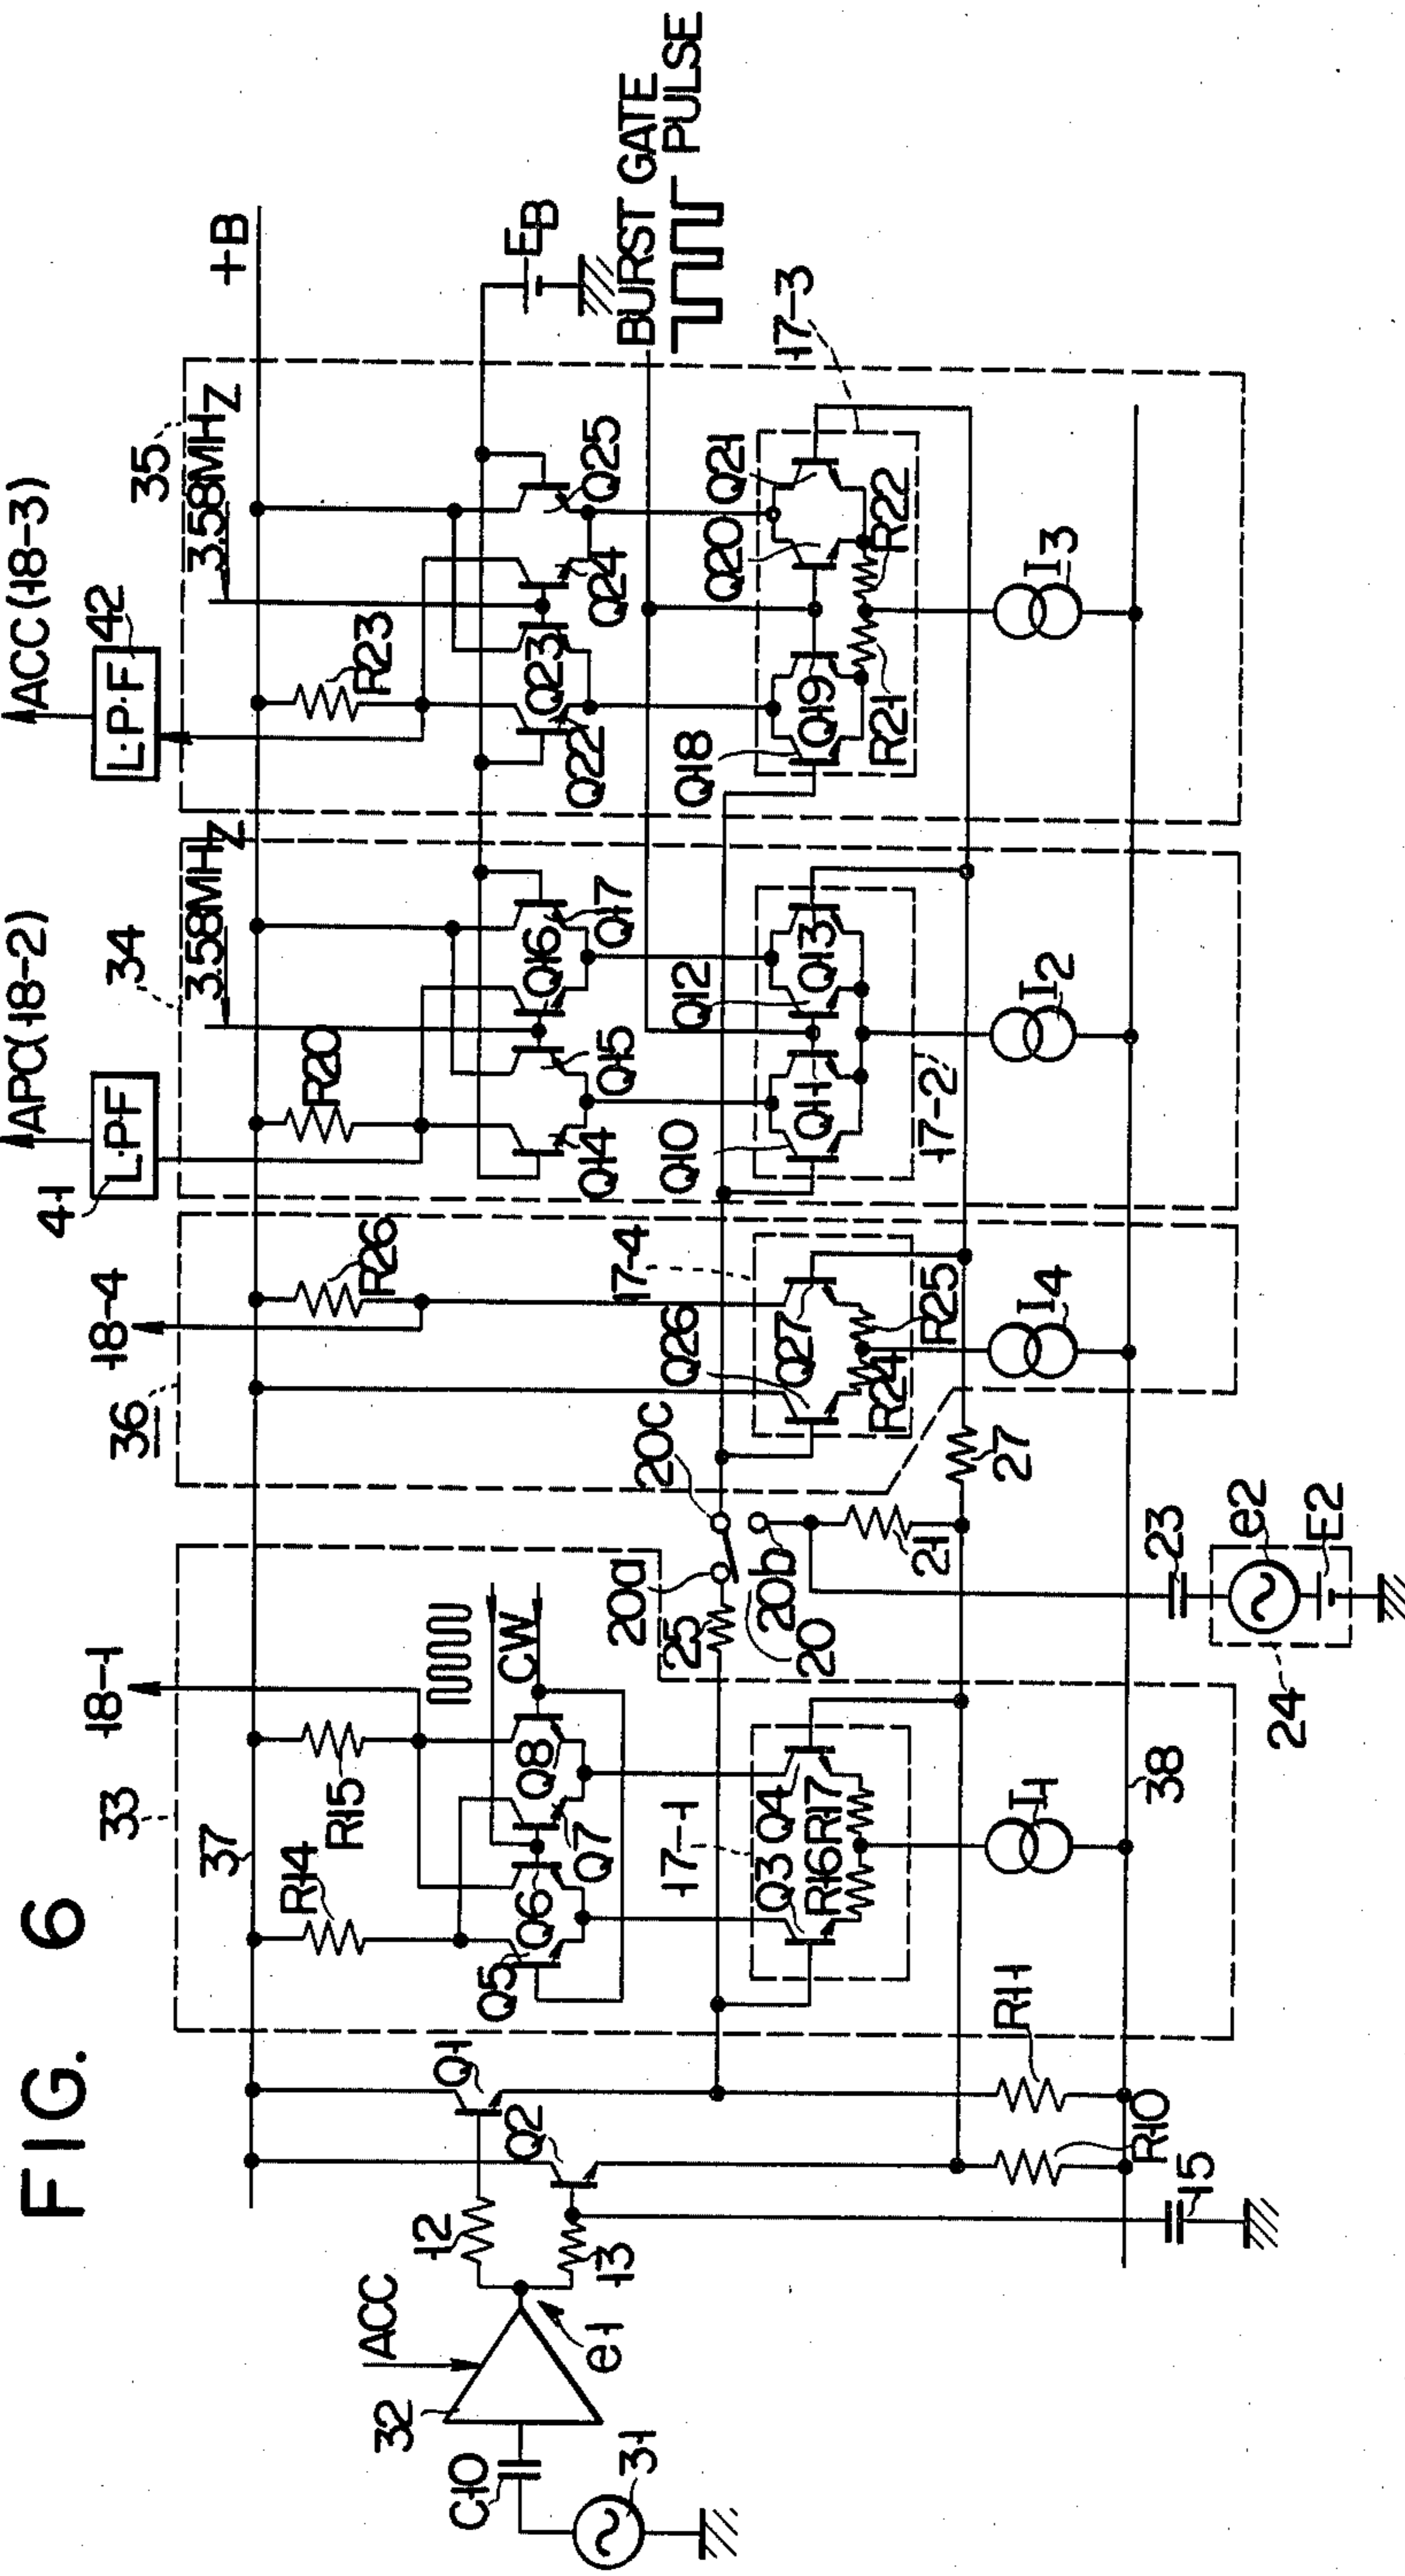 FIG. 6
31
C10
32
ACC
e1
12
13
Q1
Q2
15
R10
R11
33
37
R14
R15
18-1
Q5
Q6
Q7
Q8
CW
17-1
Q3
Q4
R16
R17
I1
38
20a
20b
20c
20
25
21
27
23
24
e2
E2
36
18-4
R26
17-4
Q26
Q27
R24
R25
I4
41
L·P·F
APC(18-2)
34
3.58MHZ
R20
Q14
Q15
Q16
Q17
Q10
Q11
Q12
Q13
17-2
I2
42
L·P·F
ACC(18-3)
35
3.58MHZ
R23
Q22
Q23
Q24
Q25
Q18
Q19
Q20
Q21
R21
R22
17-3
I3
+B
EB
BURST GATE
PULSE